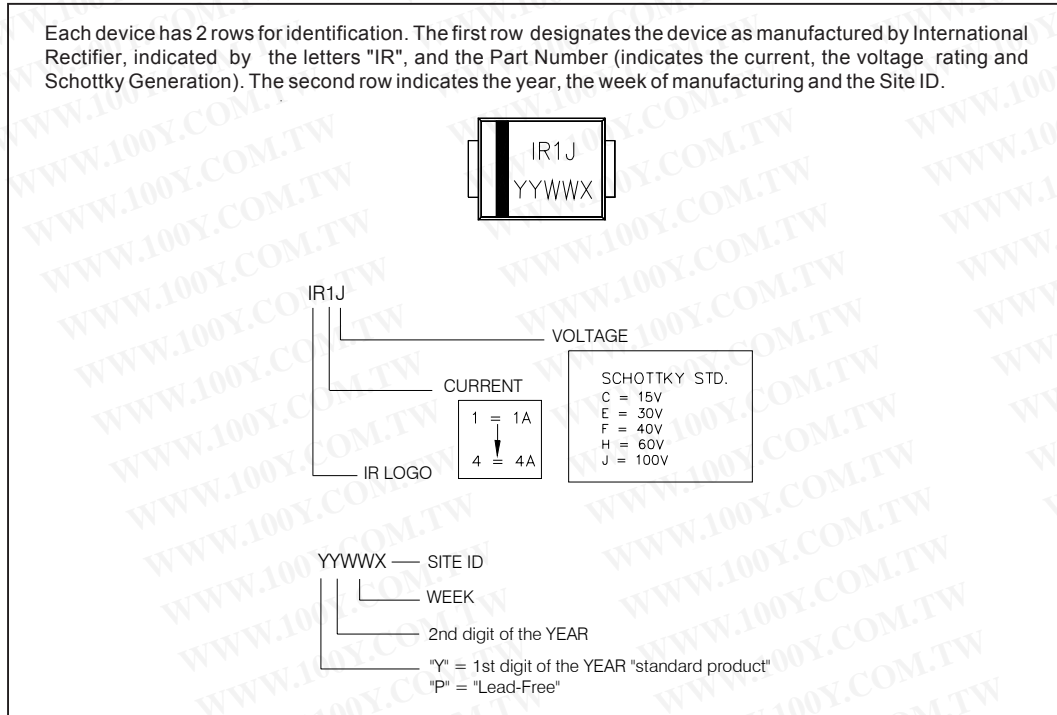 Each device has 2 rows for identification. The first row designates the device as manufactured by International
Rectifier, indicated by the letters "IR", and the Part Number (indicates the current, the voltage rating and
Schottky Generation). The second row indicates the year, the week of manufacturing and the Site ID.
IR1J
YYWWX
IR1J
VOLTAGE
SCHOTTKY STD.
C = 15V
E = 30V
F = 40V
H = 60V
J = 100V
CURRENT
1 = 1A
4 = 4A
IR LOGO
YYWWX
SITE ID
WEEK
2nd digit of the YEAR
"Y" = 1st digit of the YEAR "standard product"
"P" = "Lead-Free"
WWW.100Y.COM.TW